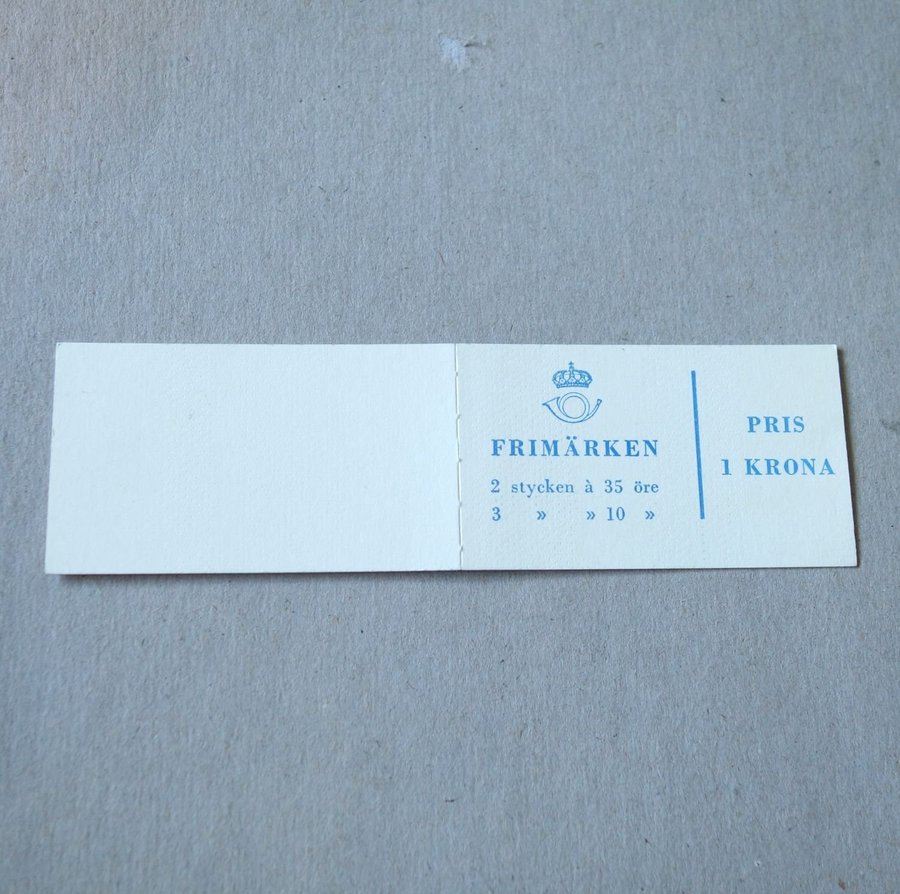 FRIMÄRKEN
2 stycken à 35 öre
3 » » 10 »
PRIS
1 KRONA